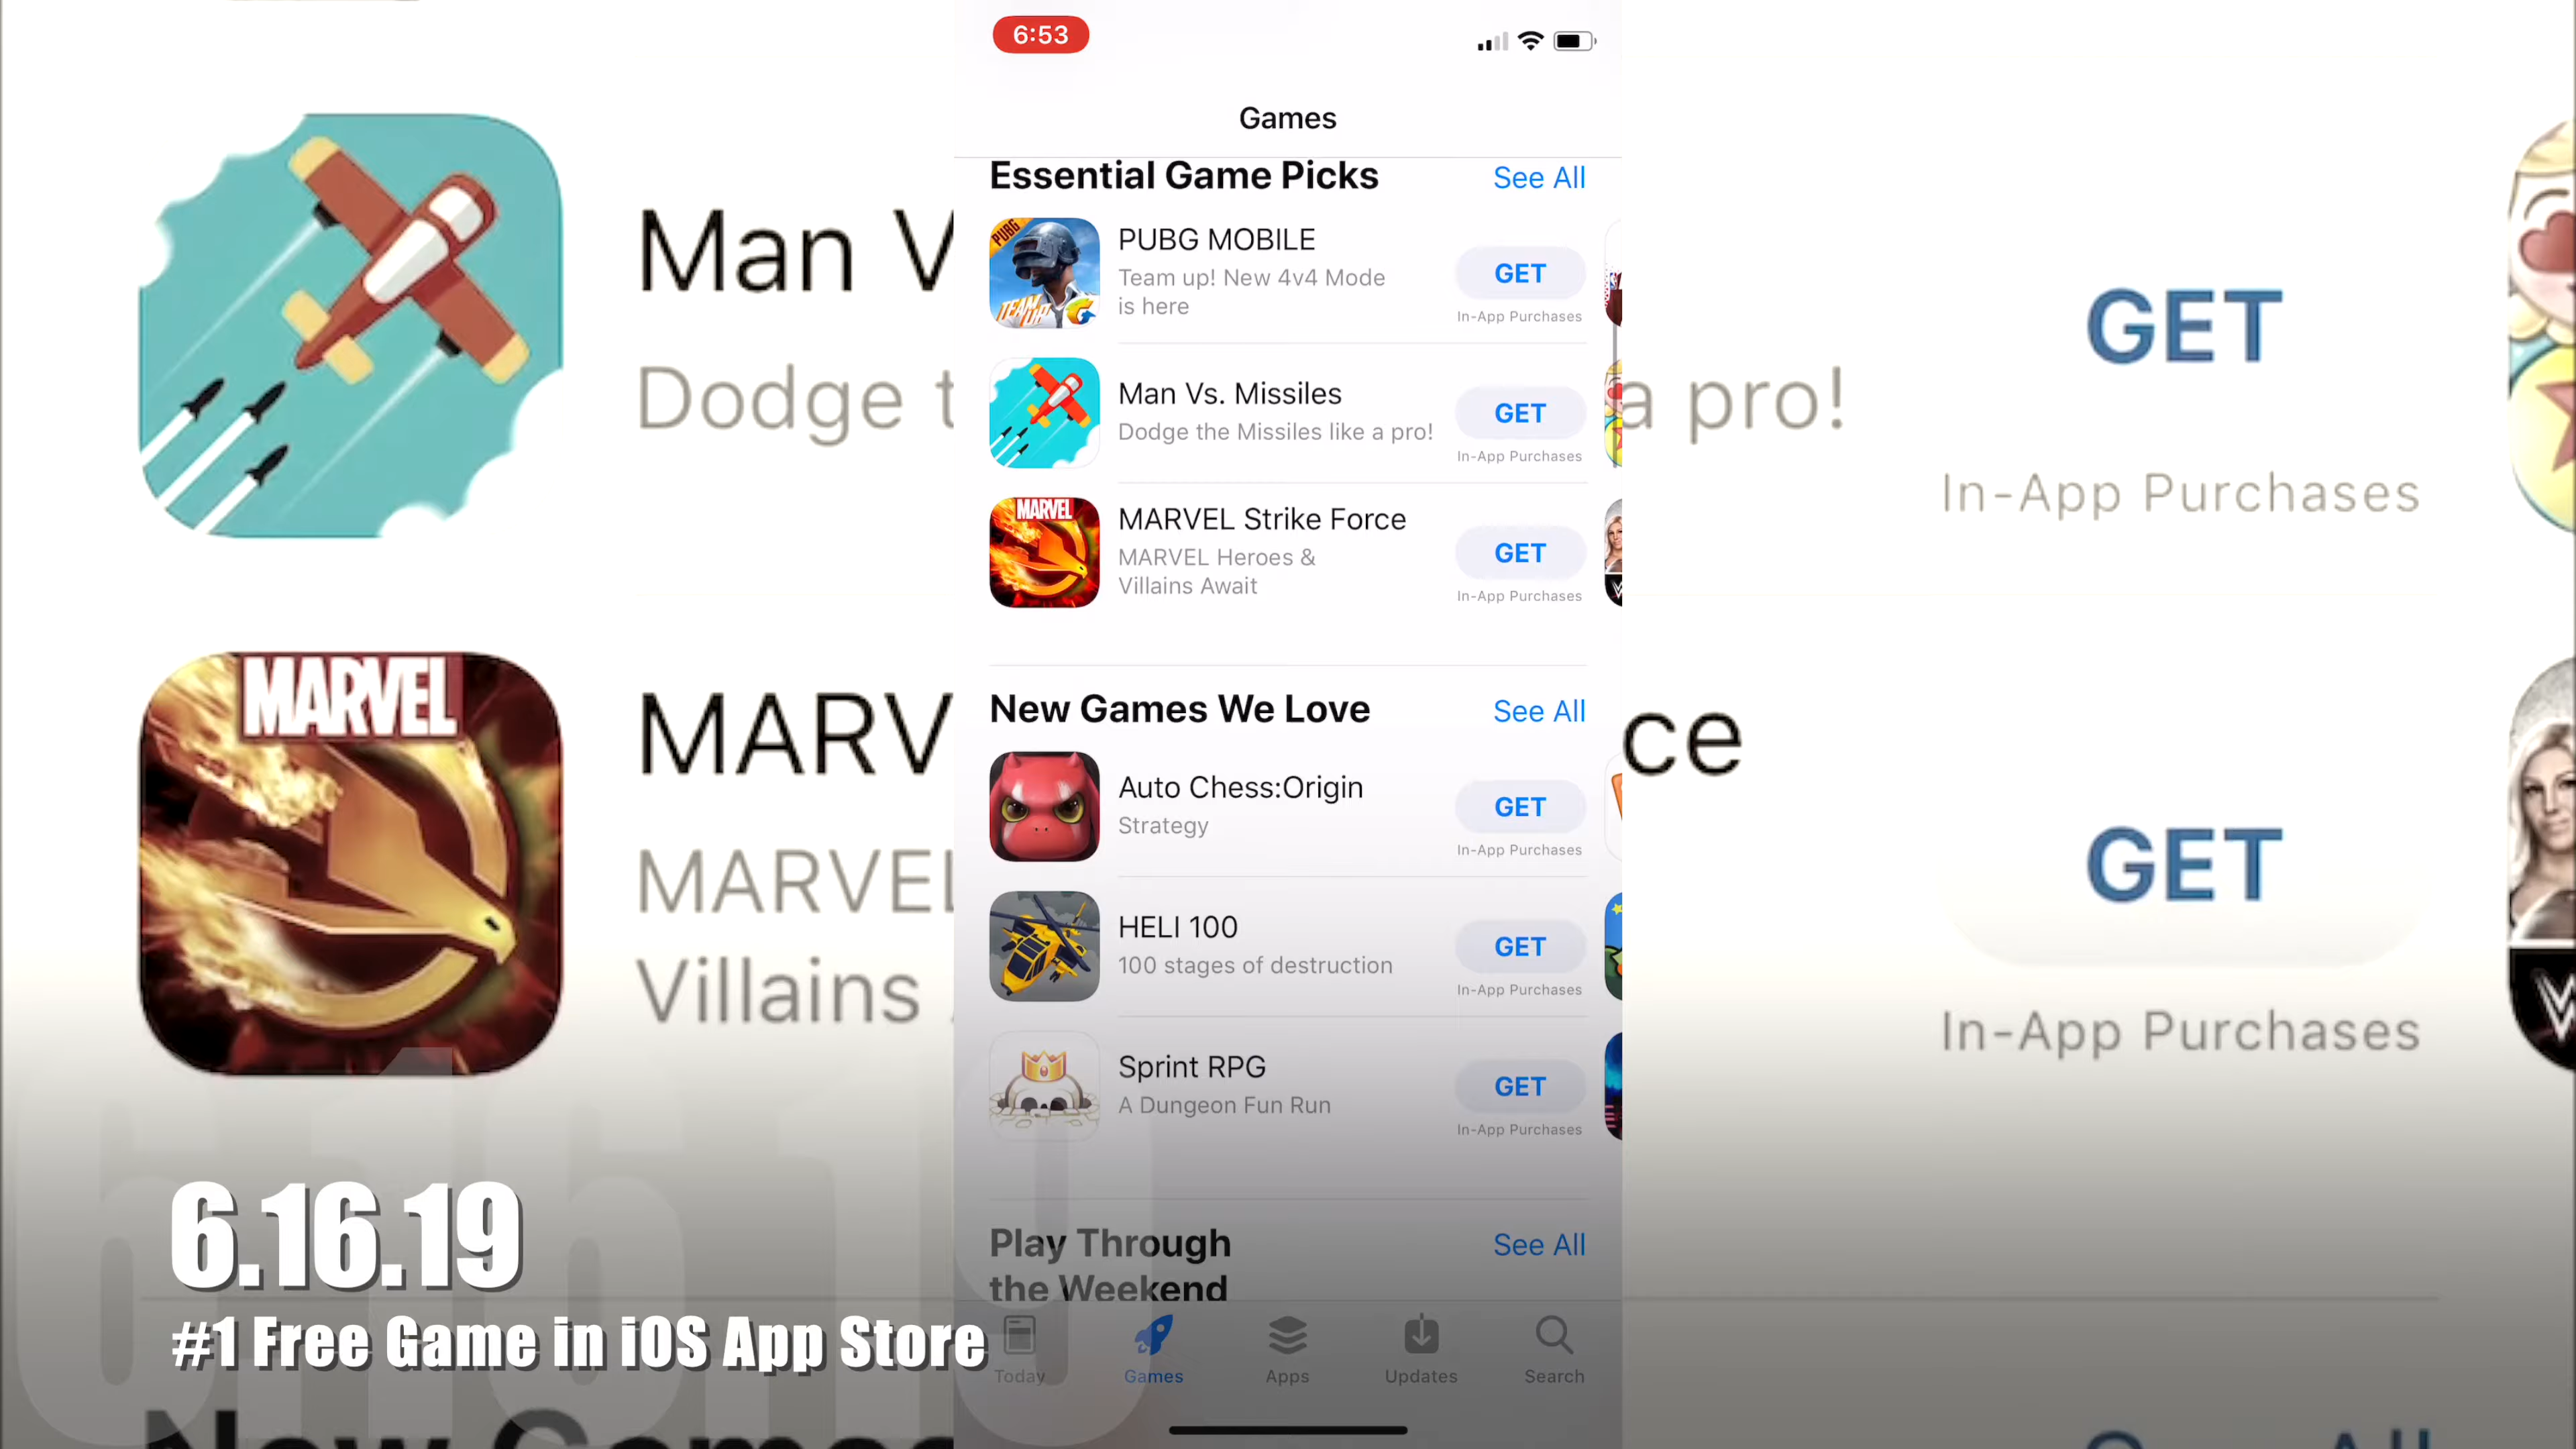 6:53
Games
Essential Game Picks
See All
PUBG
TEAM UP!
PUBG MOBILE
Team up! New 4v4 Mode
is here
GET
In-App Purchases
Man Vs. Missiles
Dodge the Missiles like a pro!
GET
In-App Purchases
MARVEL
MARVEL Strike Force
MARVEL Heroes &
Villains Await
GET
In-App Purchases
New Games We Love
See All
Auto Chess:Origin
Strategy
GET
In-App Purchases
HELI 100
100 stages of destruction
GET
In-App Purchases
Sprint RPG
A Dungeon Fun Run
GET
In-App Purchases
Play Through
the Weekend
See All
Today
Games
Apps
Updates
Search
Man V
Dodge t
a pro!
GET
In-App Purchases
MARVEL
MARV
ce
MARVEL
Villains
GET
In-App Purchases
6.16.19
#1 Free Game in iOS App Store